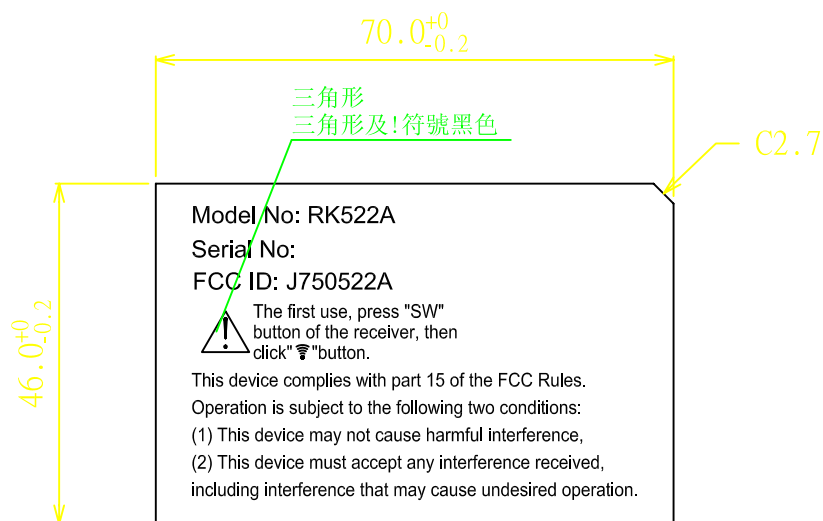 70.0+0-0.2
三角形
三角形及!符號黑色
C2.7
46.0+0-0.2
Model No: RK522A
Serial No:
FCC ID: J750522A
The first use, press "SW"
button of the receiver, then
click" "button.
This device complies with part 15 of the FCC Rules.
Operation is subject to the following two conditions:
(1) This device may not cause harmful interference,
(2) This device must accept any interference received,
including interference that may cause undesired operation.